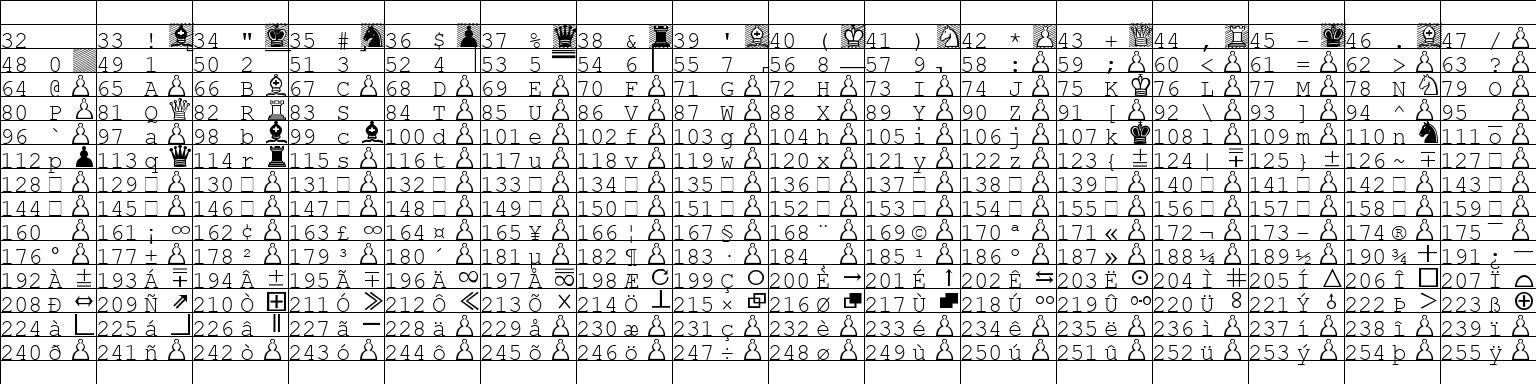 32 33 ! 34 " 35 # 36 $ 37 % 38 & 39 ' 40 ( 41 ) 42 * 43 + 44 , 45 - 46 . 47 /
48 0 49 1 50 2 51 3 52 4 53 5 54 6 55 7 56 8 57 9 58 : 59 ; 60 < 61 = 62 > 63 ?
64 @ 65 A 66 B 67 C 68 D 69 E 70 F 71 G 72 H 73 I 74 J 75 K 76 L 77 M 78 N 79 O
80 P 81 Q 82 R 83 S 84 T 85 U 86 V 87 W 88 X 89 Y 90 Z 91 [ 92 \ 93 ] 94 ^ 95
96 ` 97 a 98 b 99 c 100 d 101 e 102 f 103 g 104 h 105 i 106 j 107 k 108 l 109 m 110 n 111 o
112 p 113 q 114 r 115 s 116 t 117 u 118 v 119 w 120 x 121 y 122 z 123 { ± 124 | ∓ 125 } ± 126 ~ ∓ 127 □
128 □ 129 □ 130 □ 131 □ 132 □ 133 □ 134 □ 135 □ 136 □ 137 □ 138 □ 139 □ 140 □ 141 □ 142 □ 143 □
144 □ 145 □ 146 □ 147 □ 148 □ 149 □ 150 □ 151 □ 152 □ 153 □ 154 □ 155 □ 156 □ 157 □ 158 □ 159 □
160 161 ¡ ∞ 162 ¢ 163 £ ∞ 164 ¤ 165 ¥ 166 ¦ 167 § 168 ¨ 169 © 170 ª 171 « 172 ¬ 173 - 174 ® 175 ¯
176 ° 177 ± 178 ² 179 ³ 180 ´ 181 µ 182 ¶ 183 · 184 185 ¹ 186 º 187 » 188 ¼ 189 ½ 190 ¾ + 191 ¿ —
192 À ± 193 Á ∓ 194 Â ± 195 Ã ∓ 196 Ä ∞ 197 Å 198 Æ 199 Ç ○ 200 È → 201 É ↑ 202 Ê ⇆ 203 Ë ⊙ 204 Ì # 205 Í △ 206 Î □ 207 Ï
208 Ð ⇔ 209 Ñ ⇗ 210 Ò ⊞ 211 Ó ≫ 212 Ô ≪ 213 Õ × 214 Ö ⊥ 215 × 216 Ø 217 Ù 218 Ú oo 219 Û o-o 220 Ü 8 221 Ý 222 Þ > 223 ß ⊕
224 à 225 á 226 â ‖ 227 ã — 228 ä 229 å 230 æ 231 ç 232 è 233 é 234 ê 235 ë 236 ì 237 í 238 î 239 ï
240 ð 241 ñ 242 ò 243 ó 244 ô 245 õ 246 ö 247 ÷ 248 ø 249 ù 250 ú 251 û 252 ü 253 ý 254 þ 255 ÿ